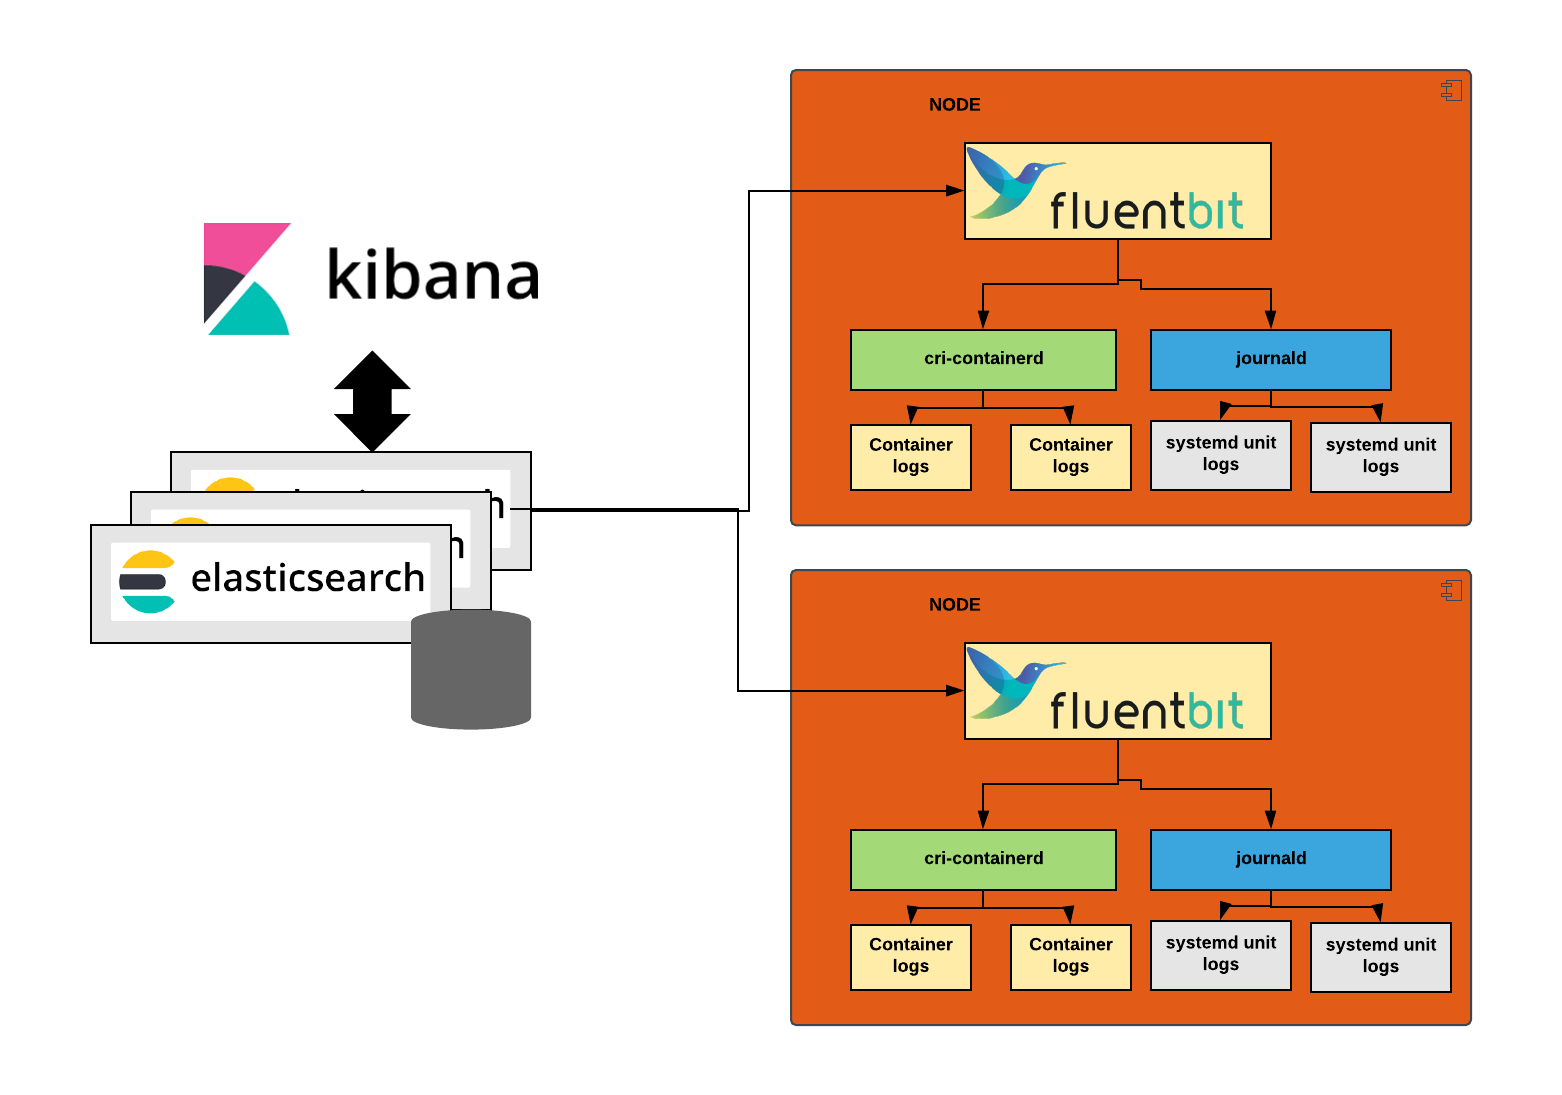 kibana
elasticsearch
NODE
fluentbit
cri-containerd
journald
Container
logs
Container
logs
systemd unit
logs
systemd unit
logs
NODE
fluentbit
cri-containerd
journald
Container
logs
Container
logs
systemd unit
logs
systemd unit
logs